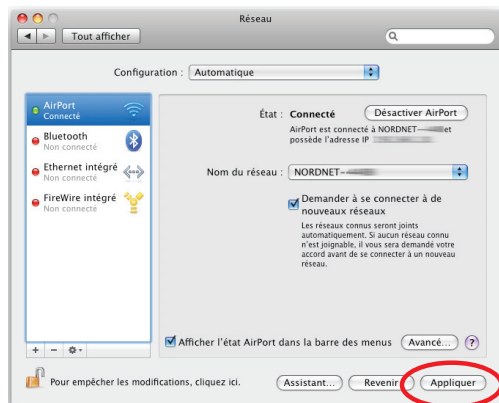 Réseau
Tout afficher
Configuration : Automatique
AirPort
Connecté
Bluetooth
Non connecté
Ethernet intégré
Non connecté
FireWire intégré
Non connecté
État : Connecté
Désactiver AirPort
AirPort est connecté à NORDNET- et
possède l'adresse IP
Nom du réseau : NORDNET-
Demander à se connecter à de
nouveaux réseaux
Les réseaux connus seront joints
automatiquement. Si aucun réseau connu
n'est joignable, il vous sera demandé votre
accord avant de se connecter à un nouveau
réseau.
Afficher l'état AirPort dans la barre des menus
Avancé...
?
+ −
Pour empêcher les modifications, cliquez ici.
Assistant...
Revenir
Appliquer